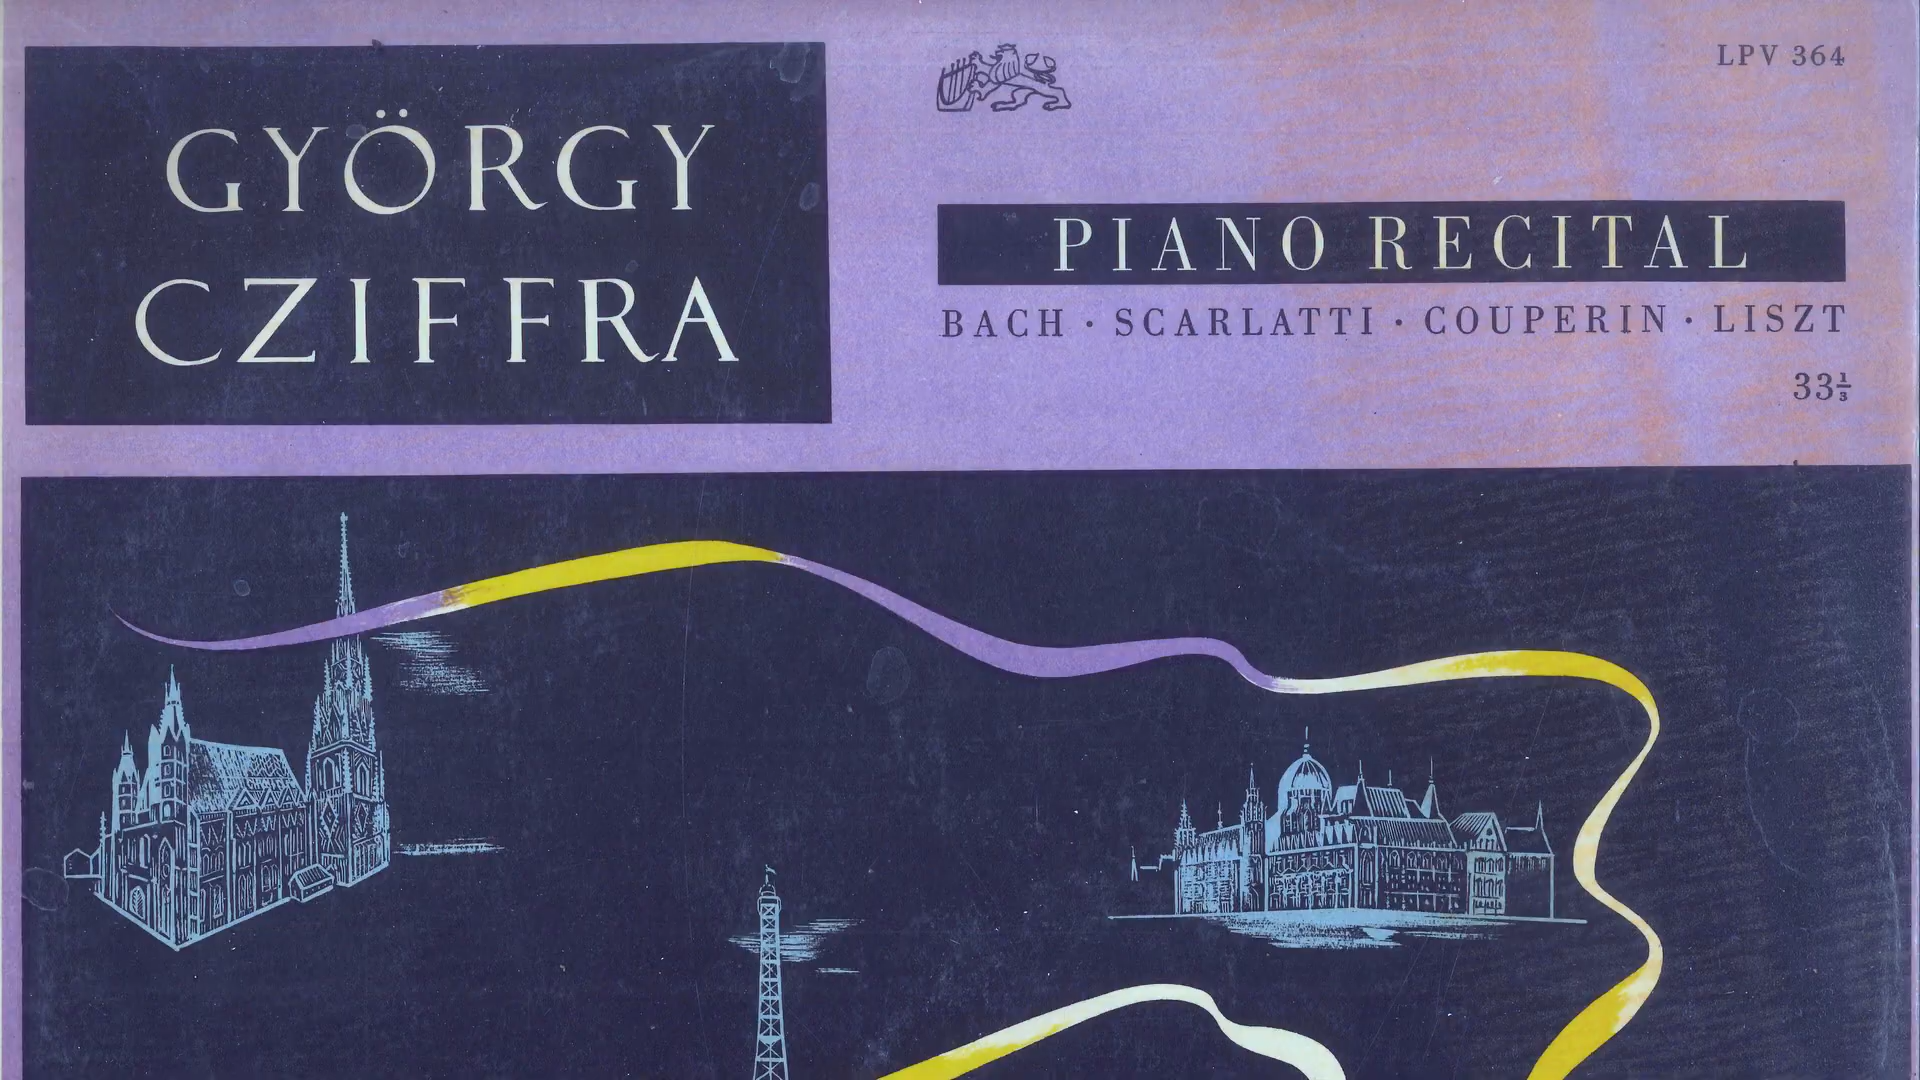 GYÖRGY
CZIFFRA
LPV 364
PIANO RECITAL
BACH · SCARLATTI · COUPERIN · LISZT
33⅓